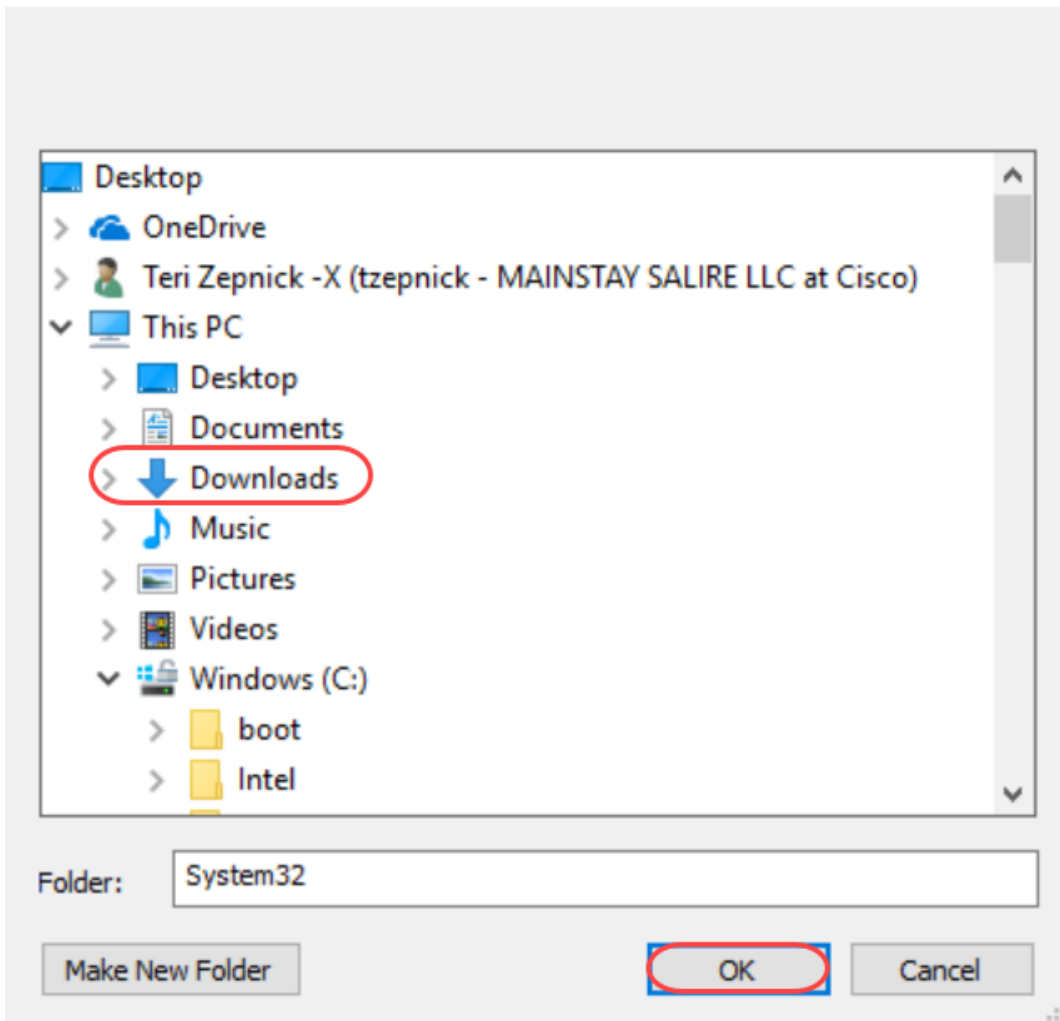 Desktop
OneDrive
Teri Zepnick -X (tzepnick - MAINSTAY SALIRE LLC at Cisco)
This PC
Desktop
Documents
Downloads
Music
Pictures
Videos
Windows (C:)
boot
Intel
Folder: System32
Make New Folder OK Cancel